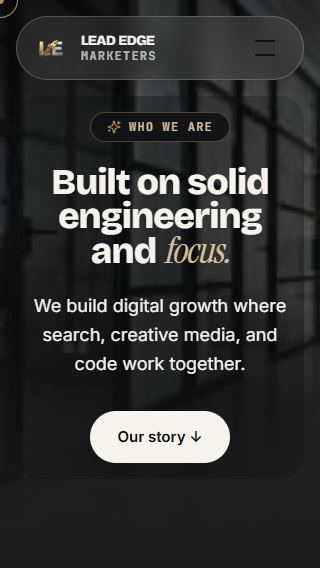 LE
LEAD EDGE
MARKETERS
WHO WE ARE
Built on solid
engineering
and focus.
We build digital growth where
search, creative media, and
code work together.
Our story ↓